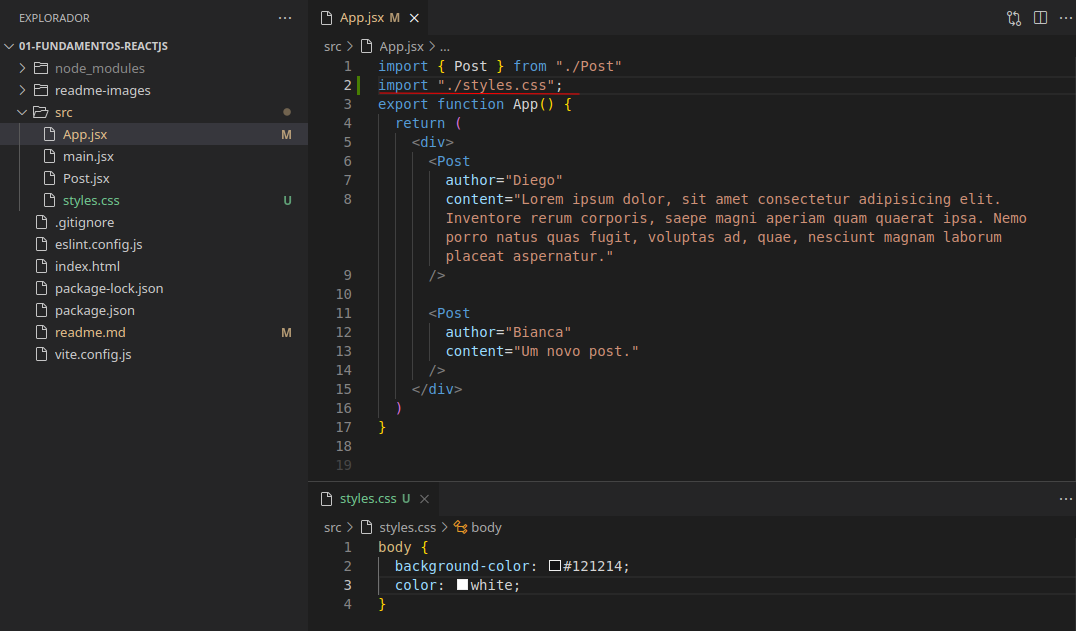 EXPLORADOR ...
01-FUNDAMENTOS-REACTJS
node_modules
readme-images
src
App.jsx M
main.jsx
Post.jsx
styles.css U
.gitignore
eslint.config.js
index.html
package-lock.json
package.json
readme.md M
vite.config.js
App.jsx M
src > App.jsx > ...
1 import { Post } from "./Post"
2 import "./styles.css";
3 export function App() {
4 return (
5 <div>
6 <Post
7 author="Diego"
8 content="Lorem ipsum dolor, sit amet consectetur adipisicing elit.
Inventore rerum corporis, saepe magni aperiam quam quaerat ipsa. Nemo
porro natus quas fugit, voluptas ad, quae, nesciunt magnam laborum
placeat aspernatur."
9 />
10
11 <Post
12 author="Bianca"
13 content="Um novo post."
14 />
15 </div>
16 )
17 }
18
19
styles.css U
src > styles.css > body
1 body {
2 background-color: #121214;
3 color: white;
4 }